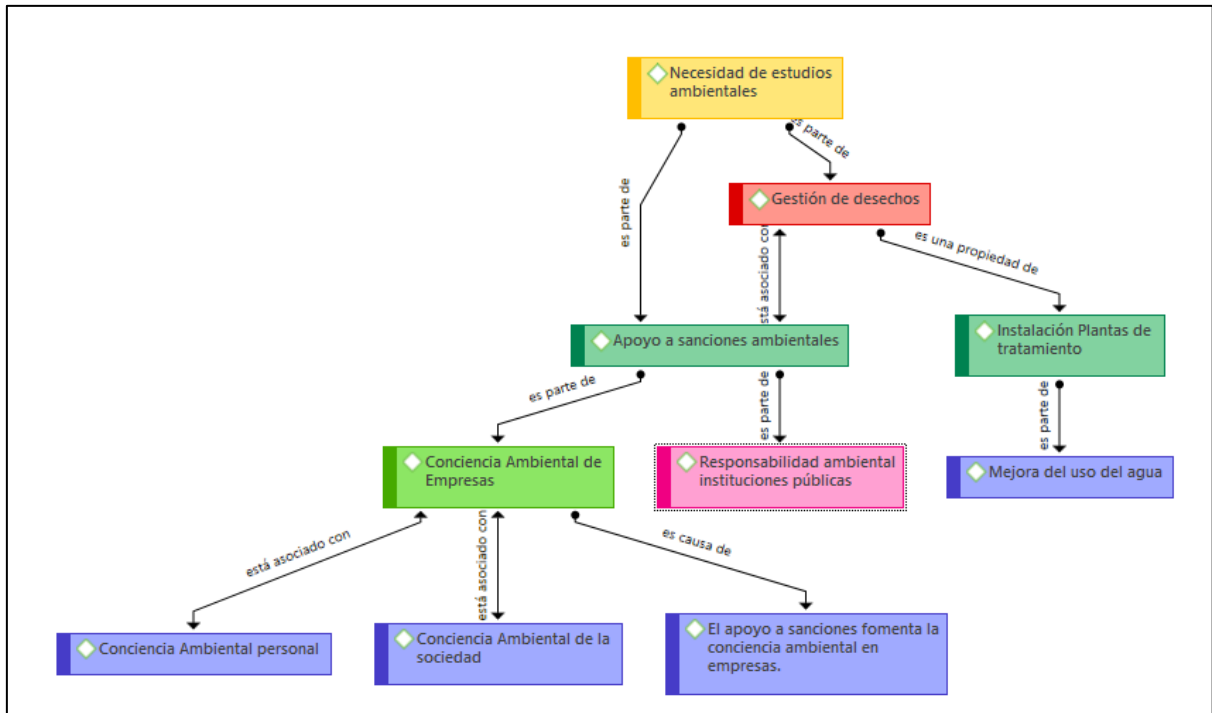 Necesidad de estudios
ambientales
es parte de
es parte de
Gestión de desechos
está asociado con
es una propiedad de
Apoyo a sanciones ambientales
Instalación Plantas de
tratamiento
es parte de
es parte de
es parte de
Conciencia Ambiental de
Empresas
Responsabilidad ambiental
instituciones públicas
Mejora del uso del agua
está asociado con
está asociado con
es causa de
Conciencia Ambiental personal
Conciencia Ambiental de la
sociedad
El apoyo a sanciones fomenta la
conciencia ambiental en
empresas.